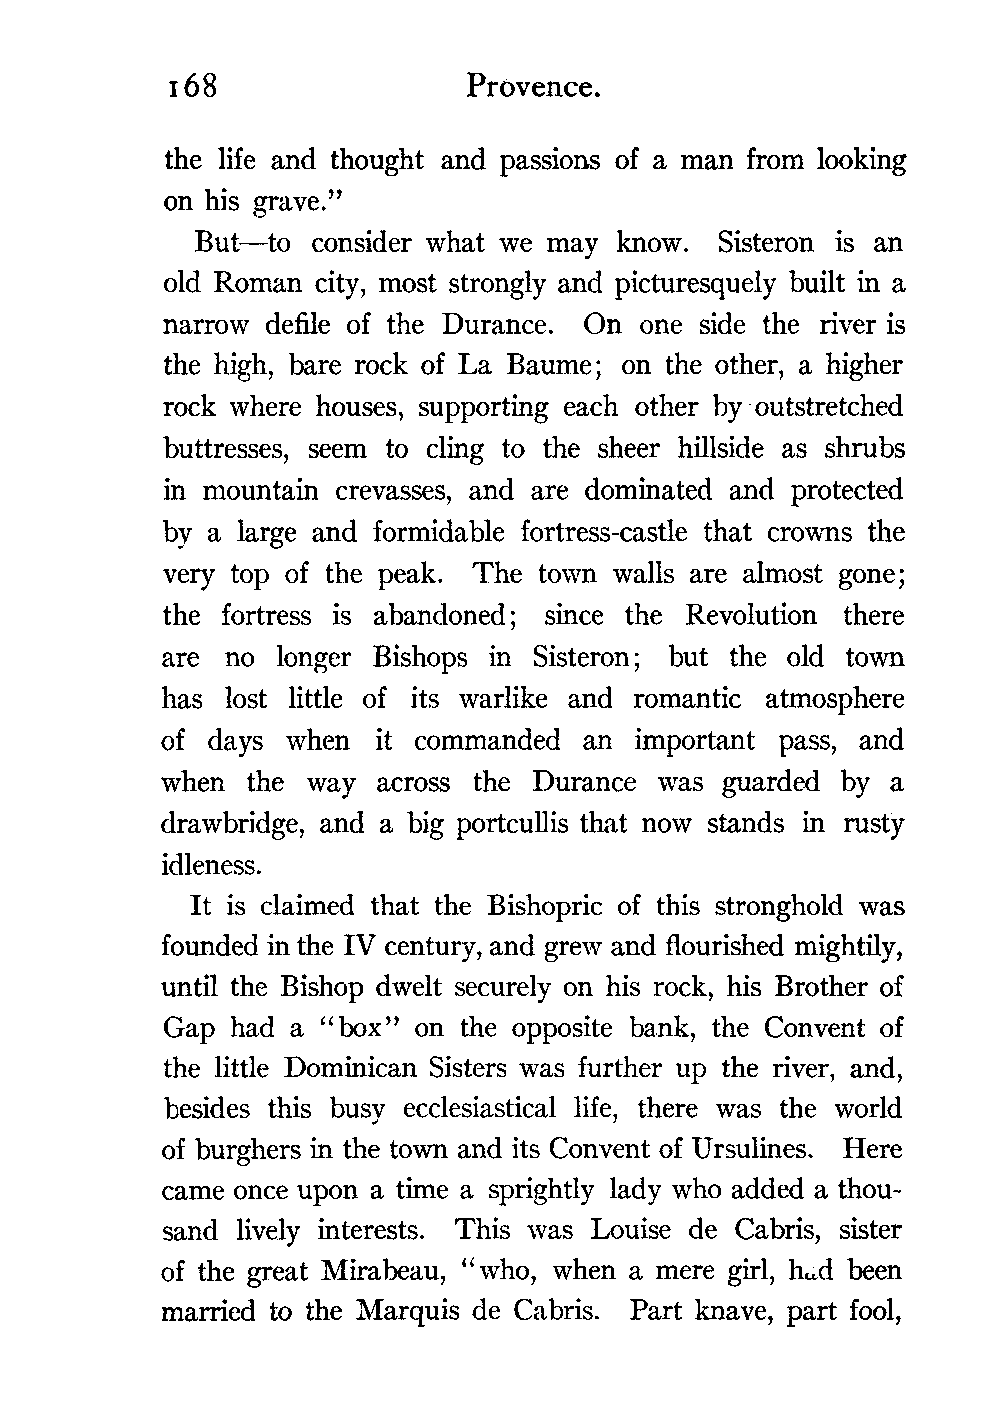 168 Provence.
the life and thought and passions of a man from looking
on his grave."
But—to consider what we may know. Sisteron is an
old Roman city, most strongly and picturesquely built in a
narrow defile of the Durance. On one side the river is
the high, bare rock of La Baume; on the other, a higher
rock where houses, supporting each other by outstretched
buttresses, seem to cling to the sheer hillside as shrubs
in mountain crevasses, and are dominated and protected
by a large and formidable fortress-castle that crowns the
very top of the peak. The town walls are almost gone;
the fortress is abandoned; since the Revolution there
are no longer Bishops in Sisteron; but the old town
has lost little of its warlike and romantic atmosphere
of days when it commanded an important pass, and
when the way across the Durance was guarded by a
drawbridge, and a big portcullis that now stands in rusty
idleness.
It is claimed that the Bishopric of this stronghold was
founded in the IV century, and grew and flourished mightily,
until the Bishop dwelt securely on his rock, his Brother of
Gap had a "box" on the opposite bank, the Convent of
the little Dominican Sisters was further up the river, and,
besides this busy ecclesiastical life, there was the world
of burghers in the town and its Convent of Ursulines. Here
came once upon a time a sprightly lady who added a thou-
sand lively interests. This was Louise de Cabris, sister
of the great Mirabeau, "who, when a mere girl, had been
married to the Marquis de Cabris. Part knave, part fool,